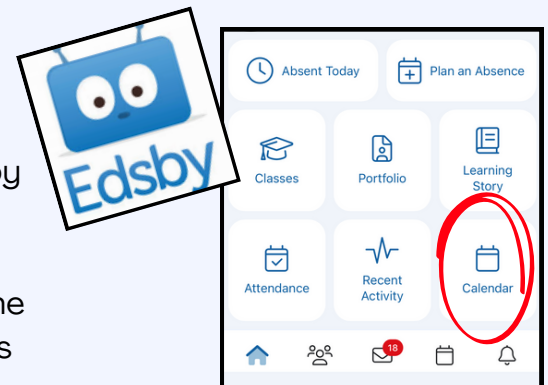 Edsby
Absent Today
Plan an Absence
Classes
Portfolio
Learning
Story
Attendance
Recent
Activity
Calendar
18